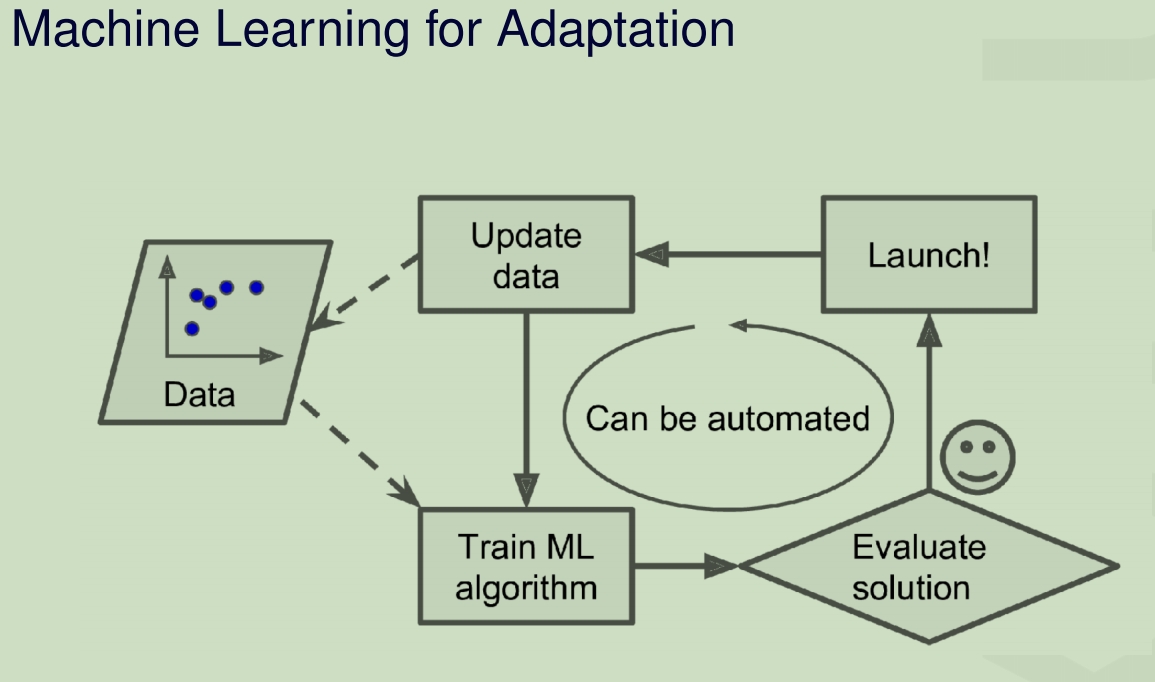 Machine Learning for Adaptation
Update
data
Launch!
Data
Can be automated
Train ML
algorithm
Evaluate
solution